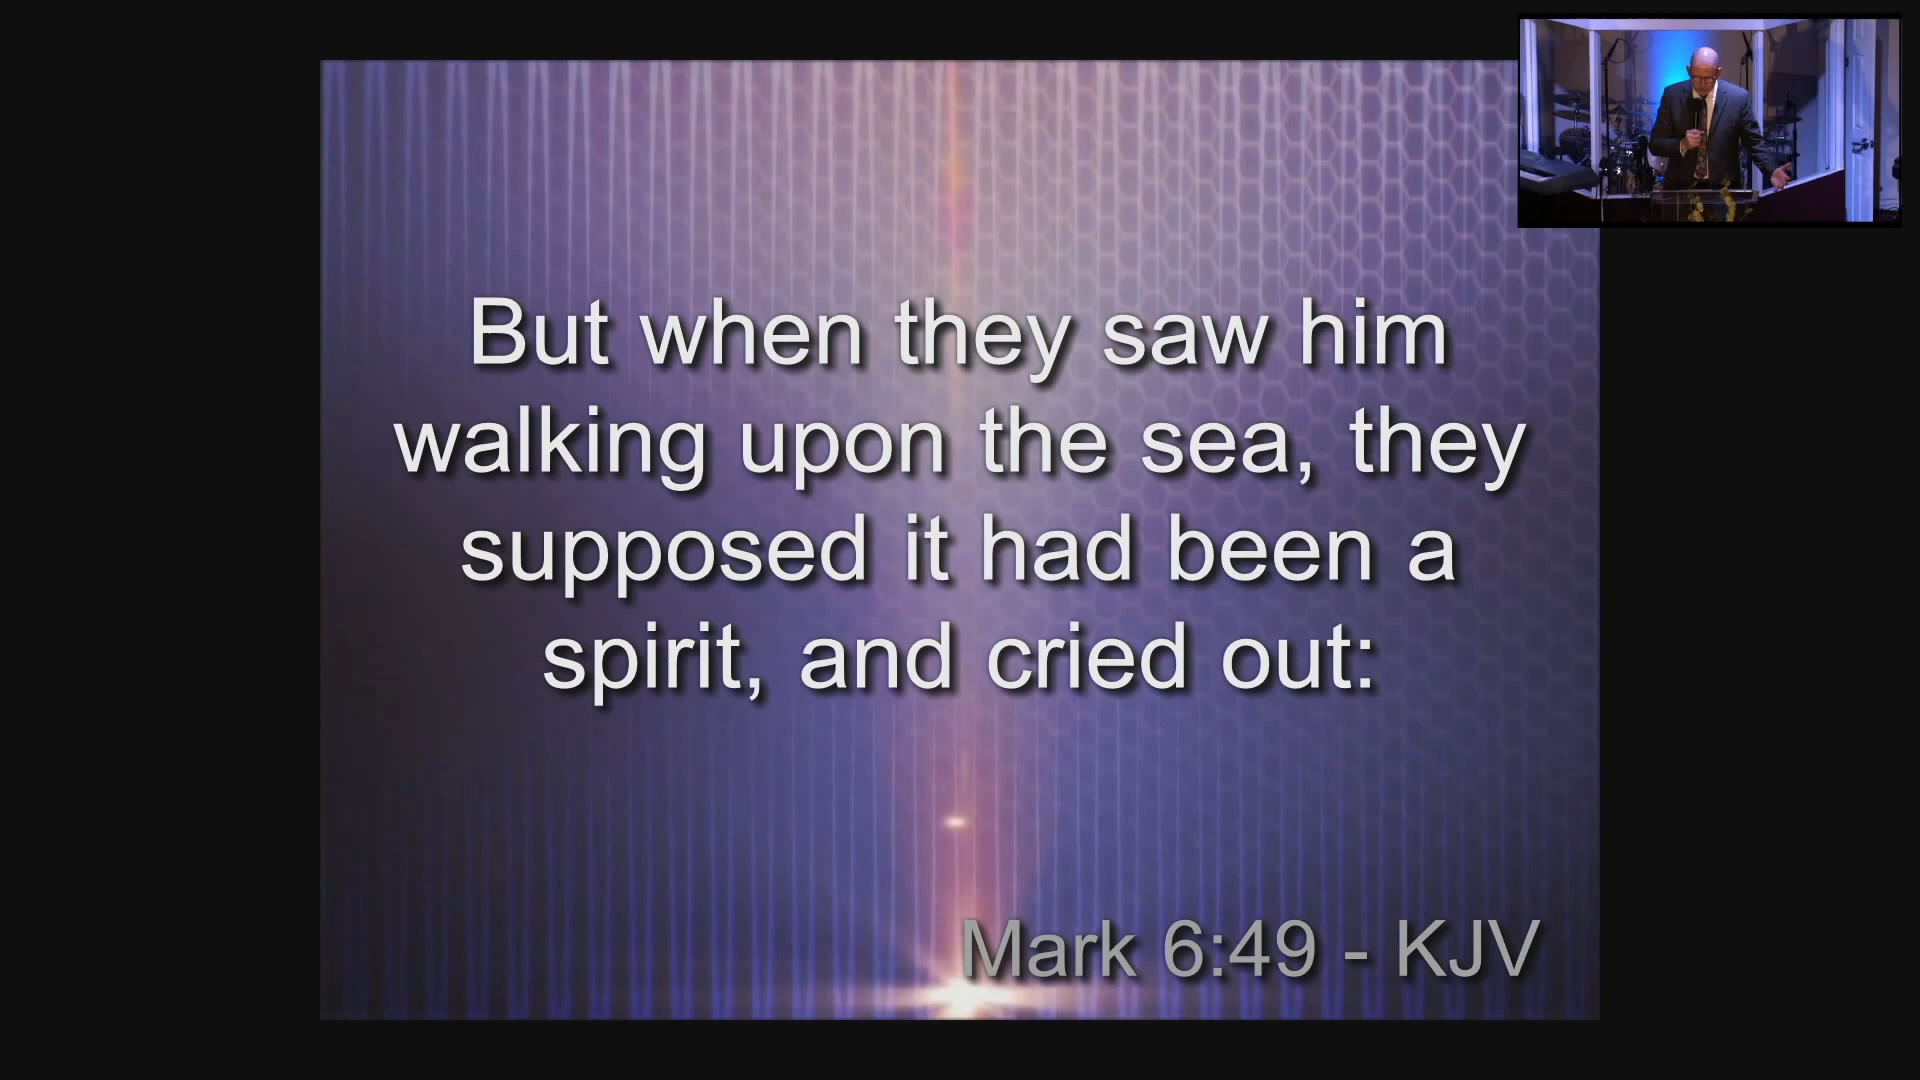 But when they saw him
walking upon the sea, they
supposed it had been a
spirit, and cried out:
Mark 6:49 - KJV